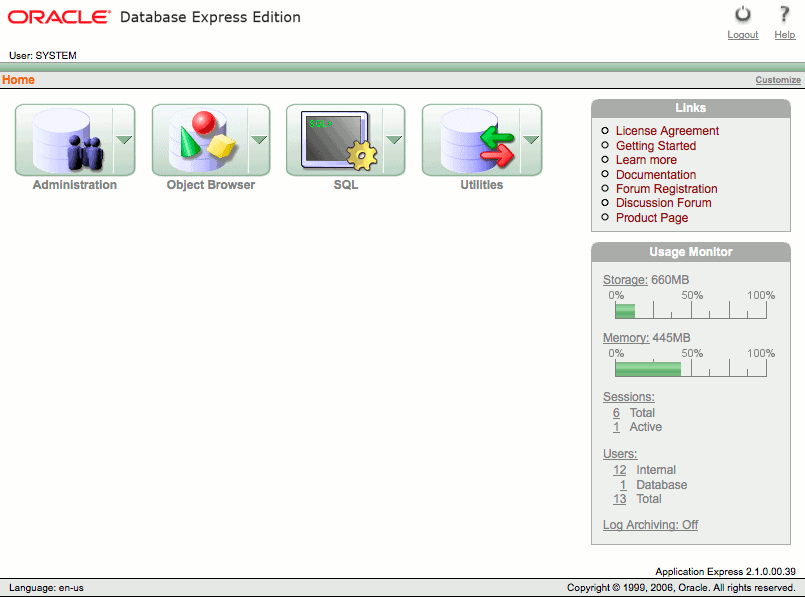 ORACLE® Database Express Edition
Logout
Help
User: SYSTEM
Home
Customize
SQL>
Administration
Object Browser
SQL
Utilities
Links
License Agreement
Getting Started
Learn more
Documentation
Forum Registration
Discussion Forum
Product Page
Usage Monitor
Storage: 660MB
0% 50% 100%
Memory: 445MB
0% 50% 100%
Sessions:
6 Total
1 Active
Users:
12 Internal
1 Database
13 Total
Log Archiving: Off
Application Express 2.1.0.00.39
Language: en-us
Copyright © 1999, 2006, Oracle. All rights reserved.